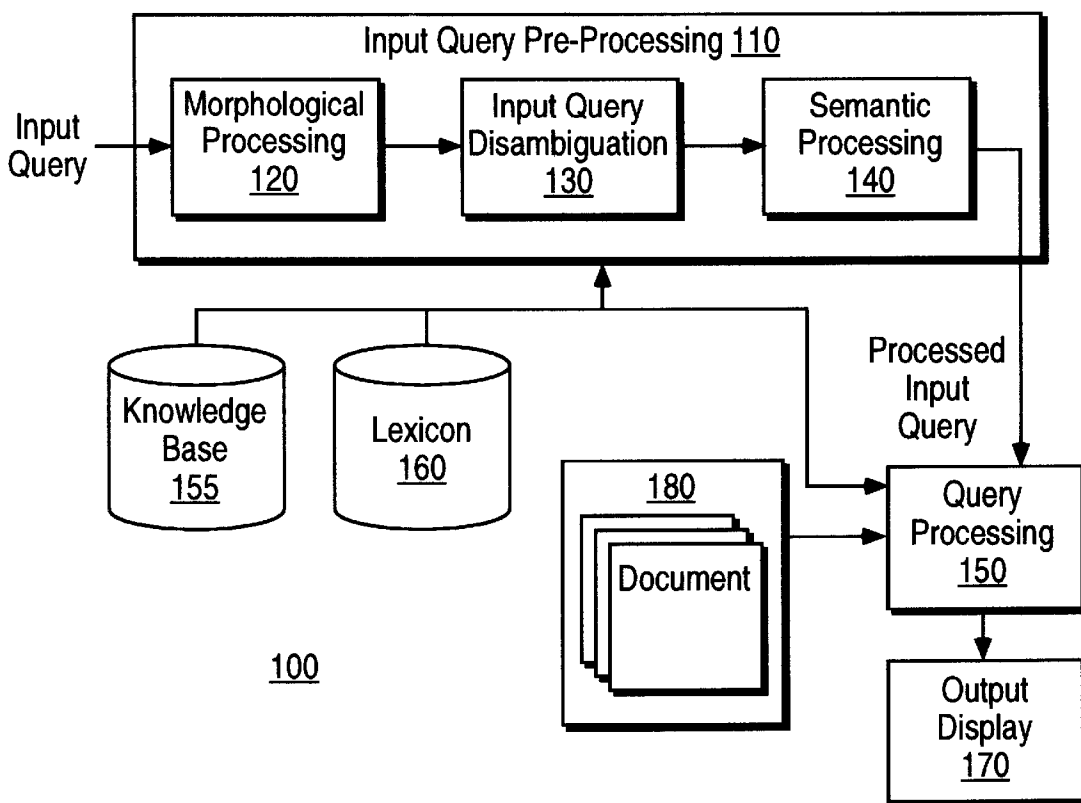 Input Query Pre-Processing 110
Input
Query
Morphological
Processing
120
Input Query
Disambiguation
130
Semantic
Processing
140
Knowledge
Base
155
Lexicon
160
Processed
Input
Query
180
Document
Query
Processing
150
100
Output
Display
170